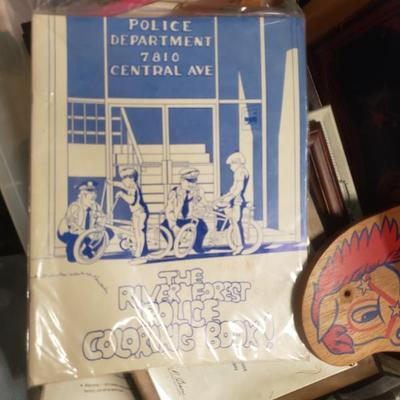 POLICE
DEPARTMENT
7810
CENTRAL AVE
THE
RIVER FOREST
POLICE
COLORING BOOK!